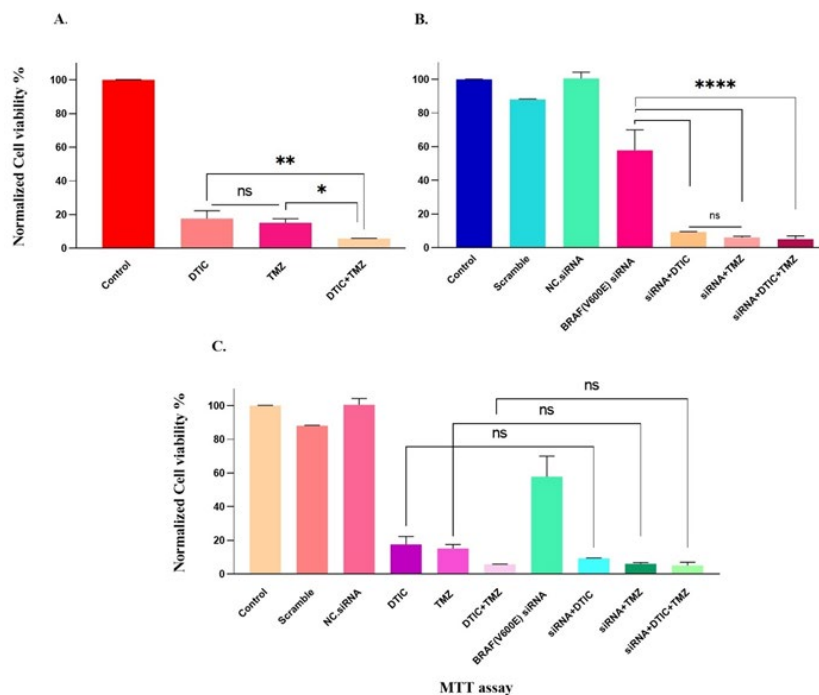 A.
Normalized Cell viability %
100
80
60
40
20
0
**
ns
*
Control
DTIC
TMZ
DTIC+TMZ
B.
100
80
60
40
20
0
****
ns
Control
Scramble
NC.siRNA
BRAF(V600E) siRNA
siRNA+DTIC
siRNA+TMZ
siRNA+DTIC+TMZ
C.
Normalized Cell viability %
100
80
60
40
20
0
ns
ns
ns
Control
Scramble
NC.siRNA
DTIC
TMZ
DTIC+TMZ
BRAF(V600E) siRNA
siRNA+DTIC
siRNA+TMZ
siRNA+DTIC+TMZ
MTT assay